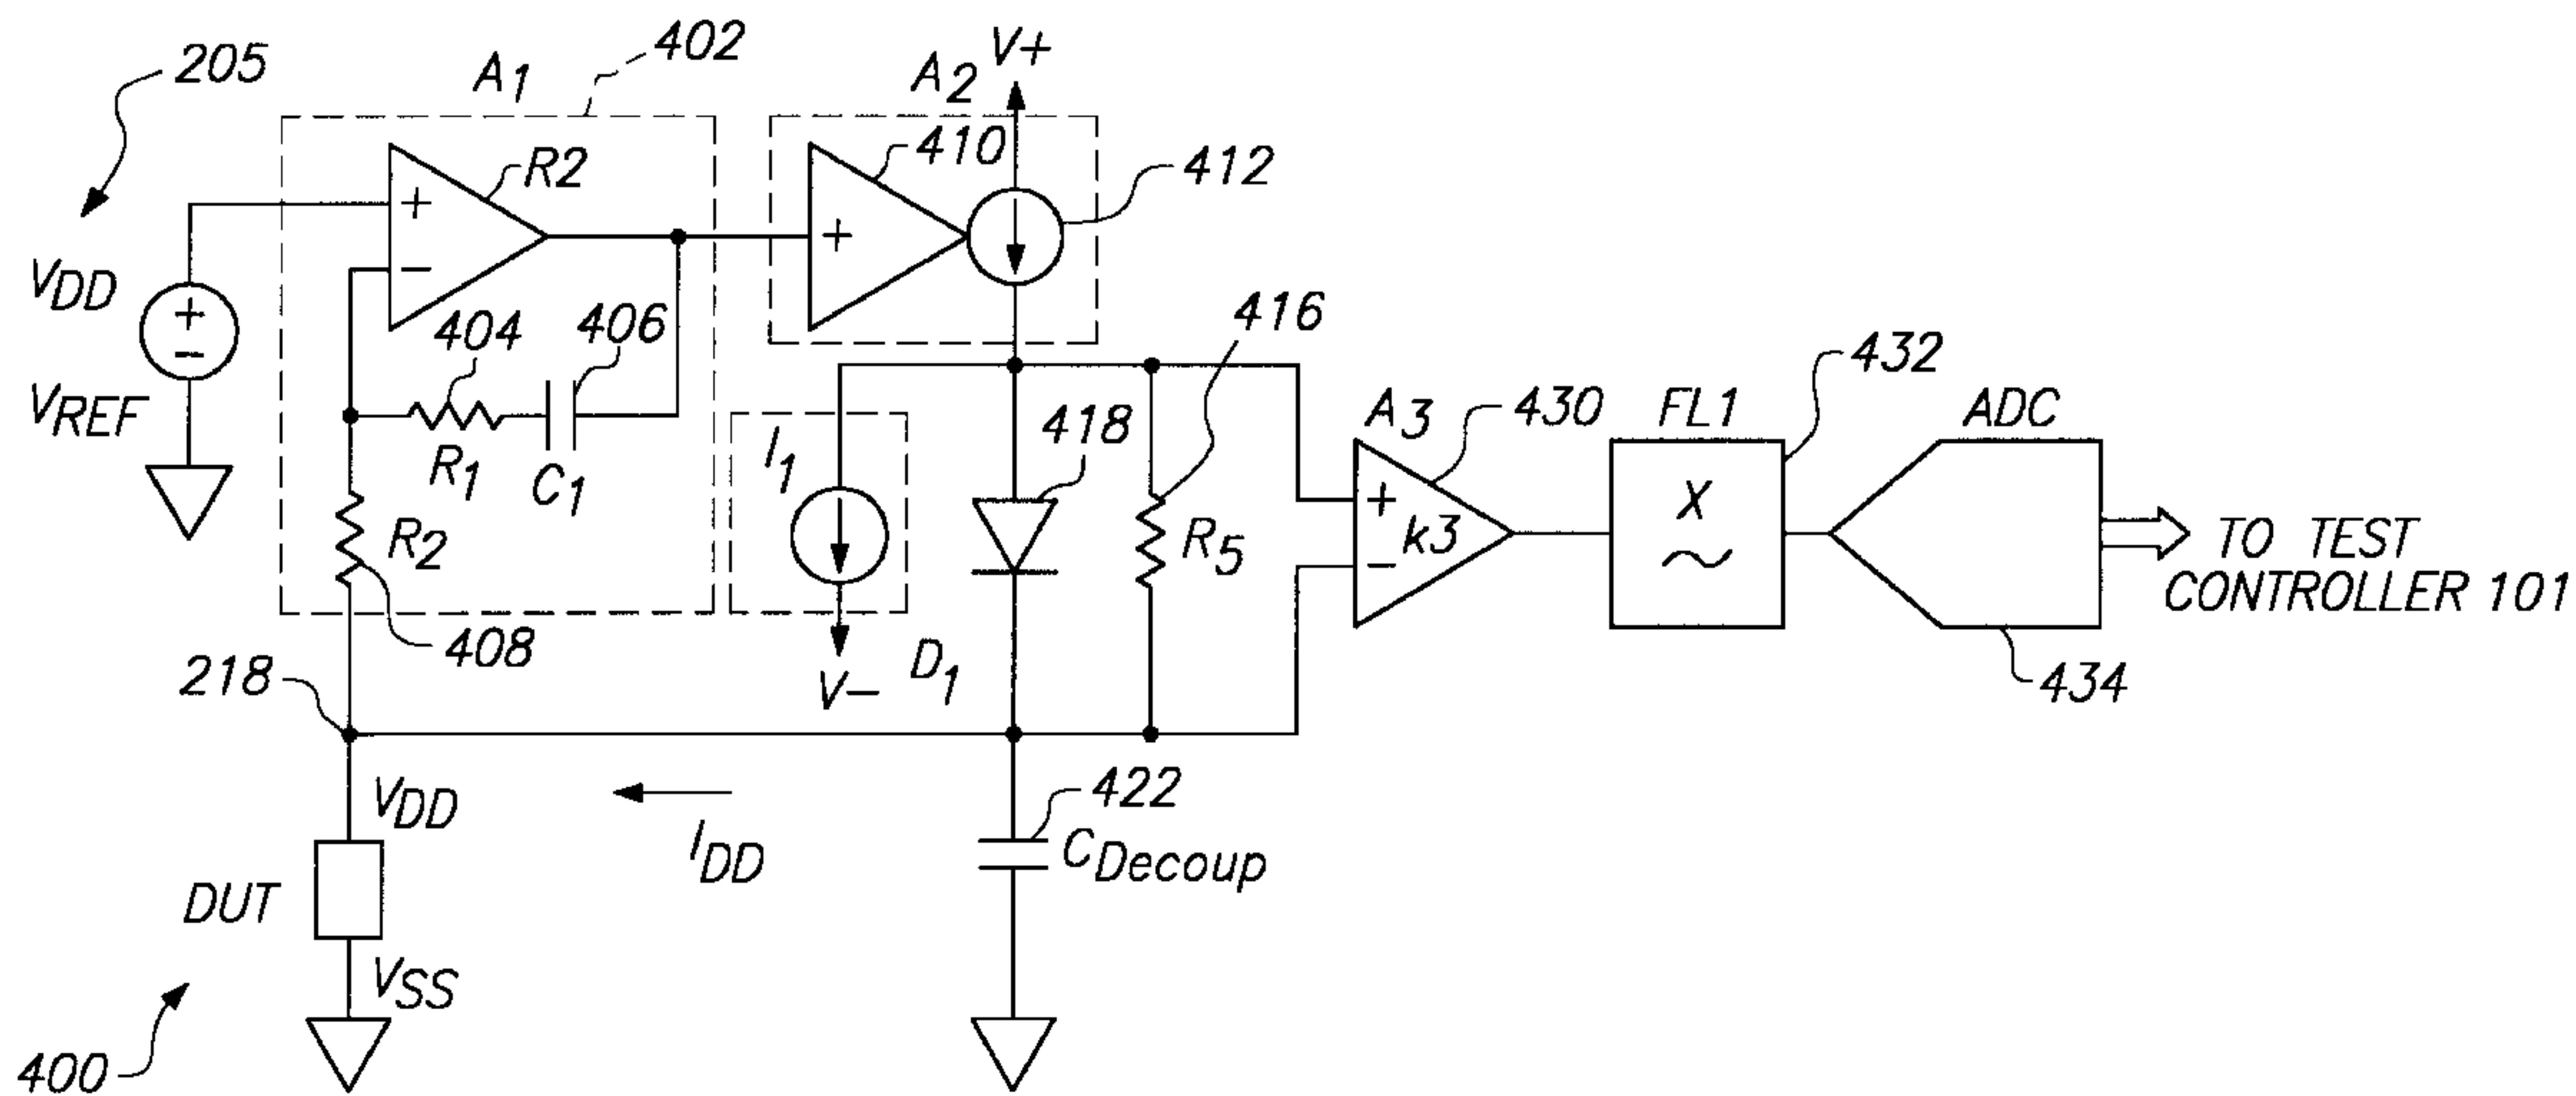 205
A1
402
A2
V+
R2
410
412
+
−
+
VDD
+
−
VREF
404
406
R1
C1
R2
408
416
I1
418
V−
D1
R5
A3
430
+
k3
−
FL1
432
X
ADC
434
TO TEST
CONTROLLER 101
218
VDD
IDD
422
CDecoup
DUT
VSS
400